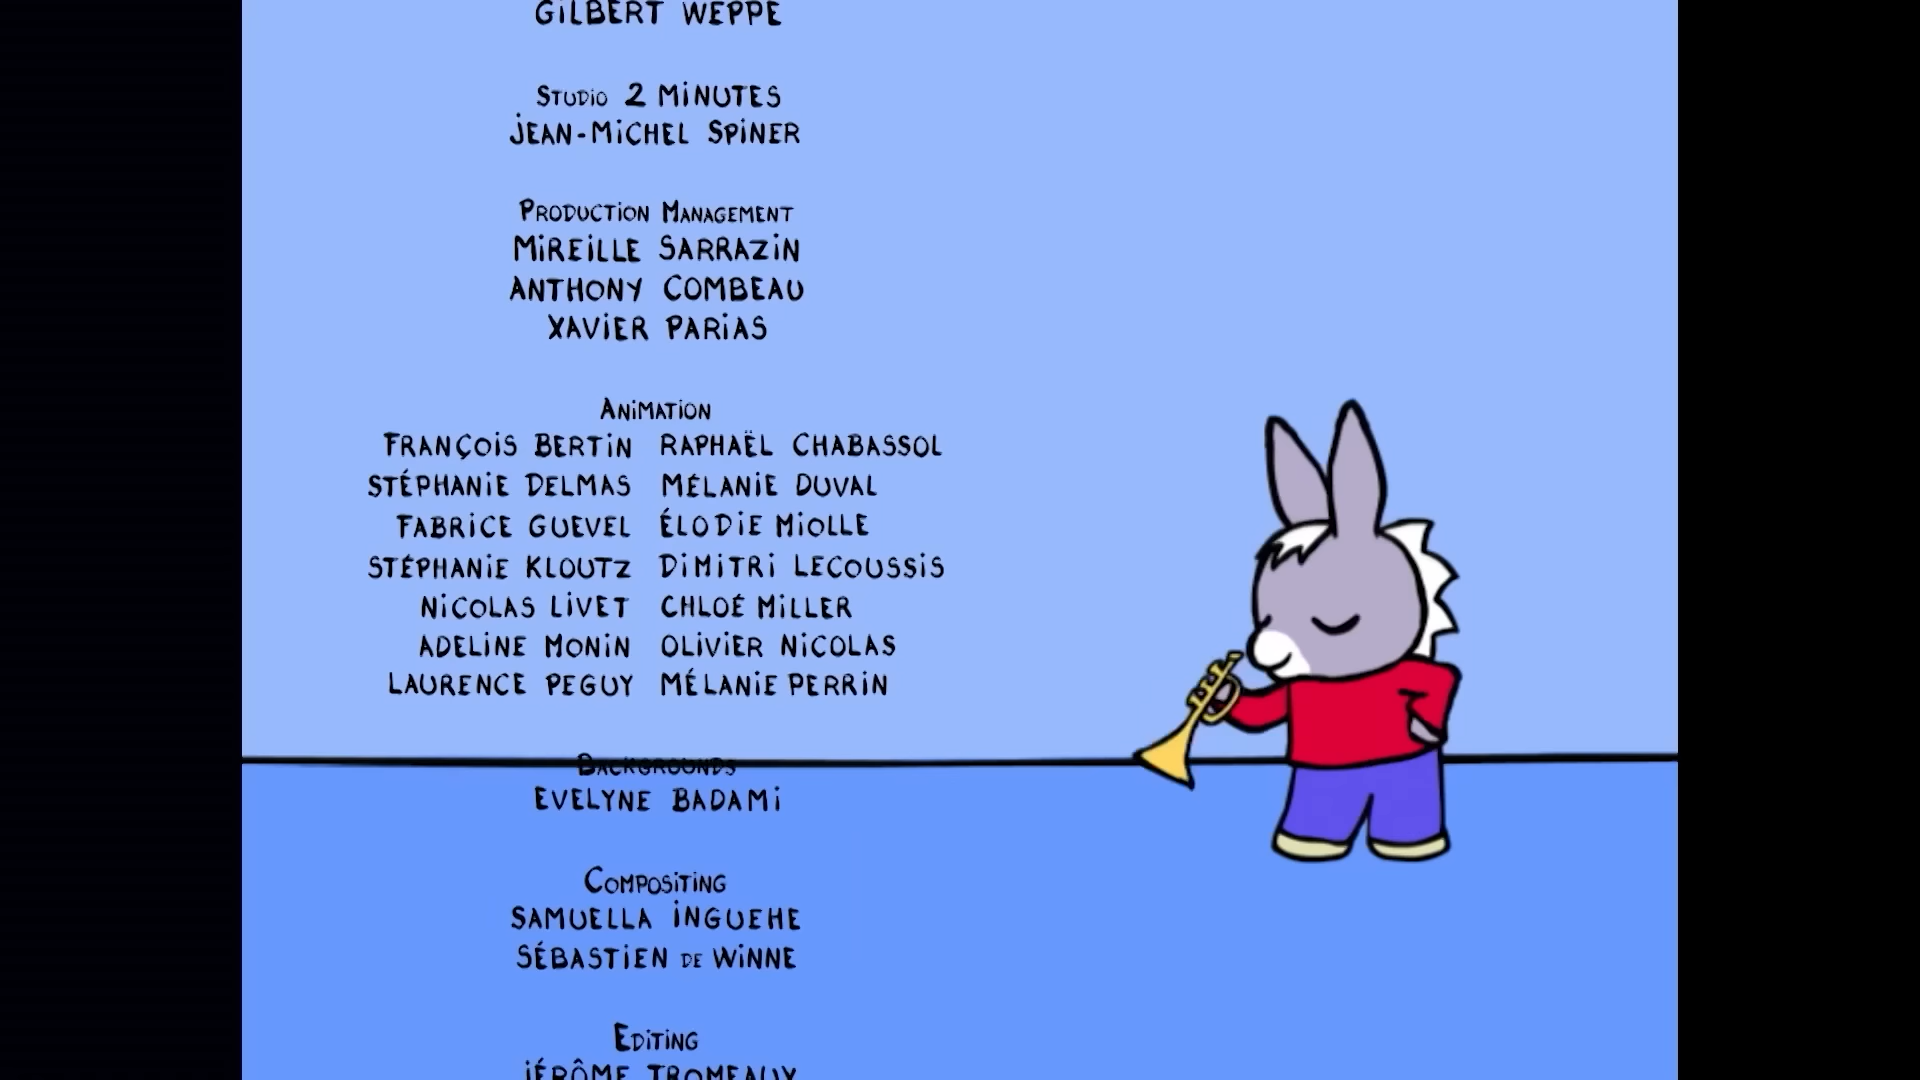 GILBERT WEPPE
STUDIO 2 MINUTES
JEAN-MICHEL SPINER
PRODUCTION MANAGEMENT
MIREILLE SARRAZIN
ANTHONY COMBEAU
XAVIER PARIAS
ANIMATION
FRANÇOIS BERTIN RAPHAËL CHABASSOL
STÉPHANIE DELMAS MÉLANIE DUVAL
FABRICE GUEVEL ÉLODIE MIOLLE
STÉPHANIE KLOUTZ DIMITRI LECOUSSIS
NICOLAS LIVET CHLOÉ MILLER
ADELINE MONIN OLIVIER NICOLAS
LAURENCE PEGUY MÉLANIE PERRIN
BACKGROUNDS
EVELYNE BADAMI
COMPOSITING
SAMUELLA INGUEHE
SÉBASTIEN DE WINNE
EDITING
JÉRÔME TROMEAUX